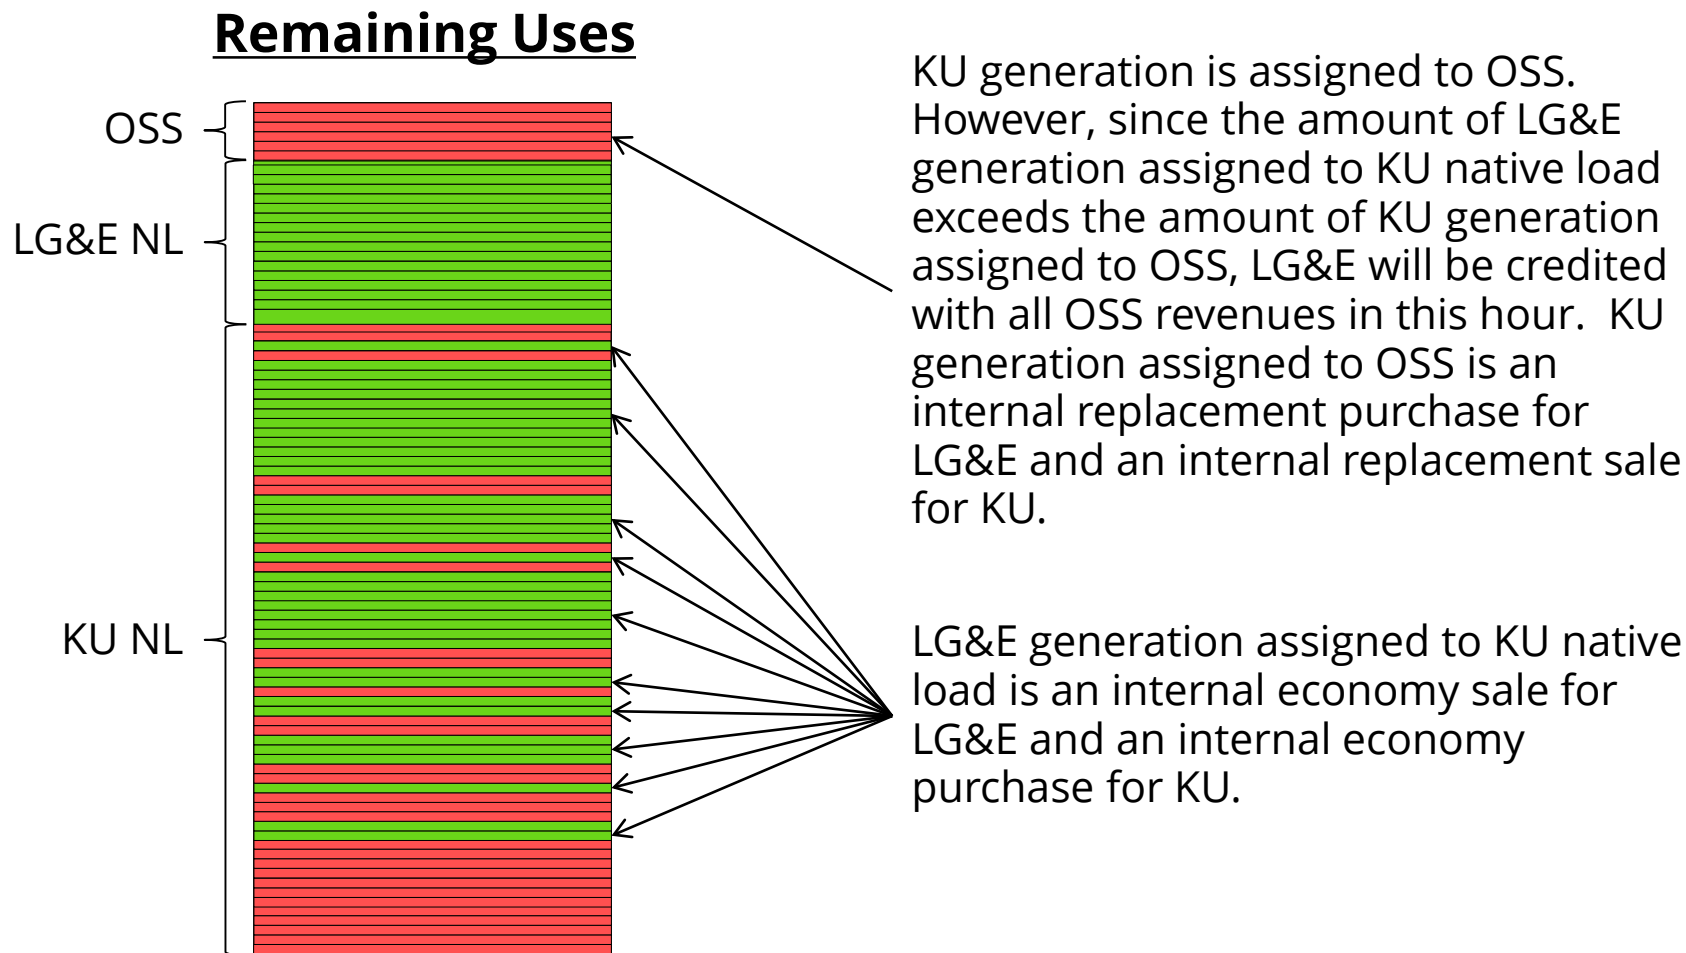 Remaining Uses
OSS
LG&E NL
KU NL
KU generation is assigned to OSS.
However, since the amount of LG&E
generation assigned to KU native load
exceeds the amount of KU generation
assigned to OSS, LG&E will be credited
with all OSS revenues in this hour.  KU
generation assigned to OSS is an
internal replacement purchase for
LG&E and an internal replacement sale
for KU.
LG&E generation assigned to KU native
load is an internal economy sale for
LG&E and an internal economy
purchase for KU.